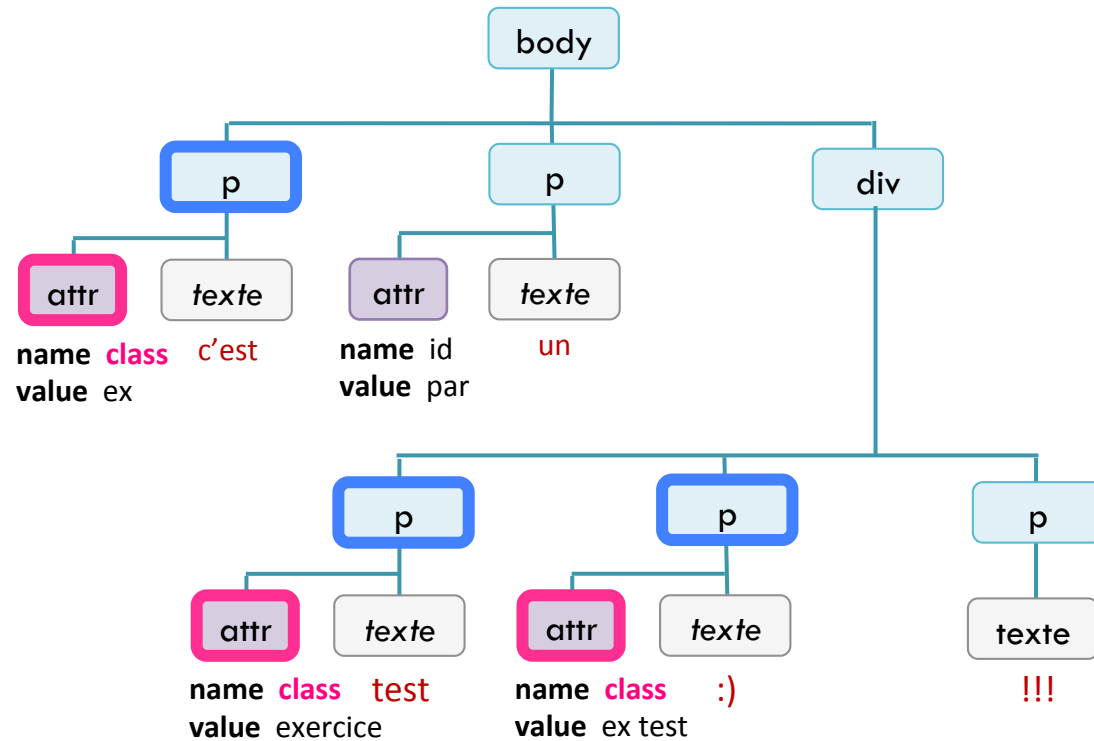 body
p p div
attr texte attr texte
name class c’est name id un
value ex value par
p p p
attr texte attr texte texte
name class test name class :) !!!
value exercice value ex test